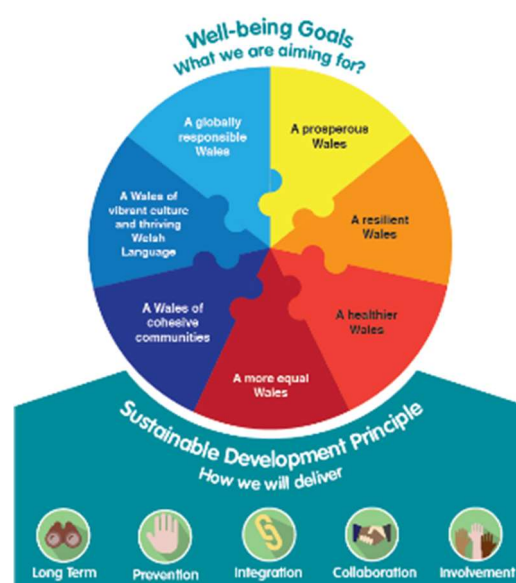 Well-being Goals
What we are aiming for?
A globally
responsible
Wales
A prosperous
Wales
A Wales of
vibrant culture
and thriving
Welsh
Language
A resilient
Wales
A Wales of
cohesive
communities
A healthier
Wales
A more equal
Wales
Sustainable Development Principle
How we will deliver
Long Term
Prevention
Integration
Collaboration
Involvement